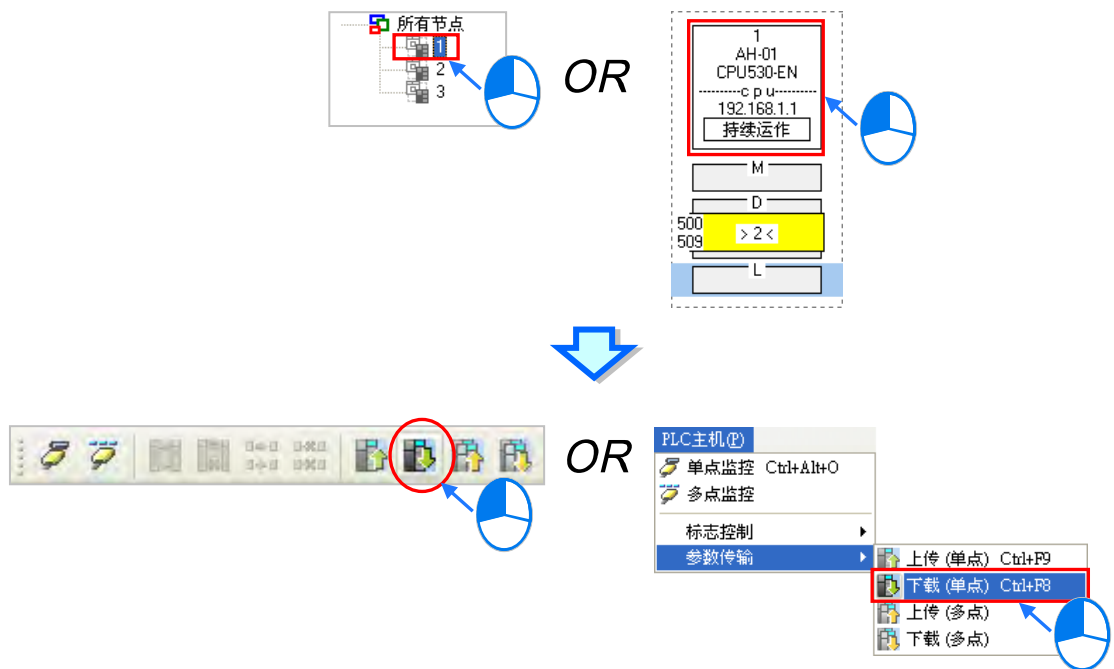 所有节点
1
2
3
OR
1
AH-01
CPU530-EN
---------c p u---------
192.168.1.1
持续运作
M
D
500
509
> 2 <
L
OR
PLC主机(P)
单点监控 Ctrl+Alt+O
多点监控
标志控制
参数传输
上传 (单点) Ctrl+F9
下载 (单点) Ctrl+F8
上传 (多点)
下载 (多点)